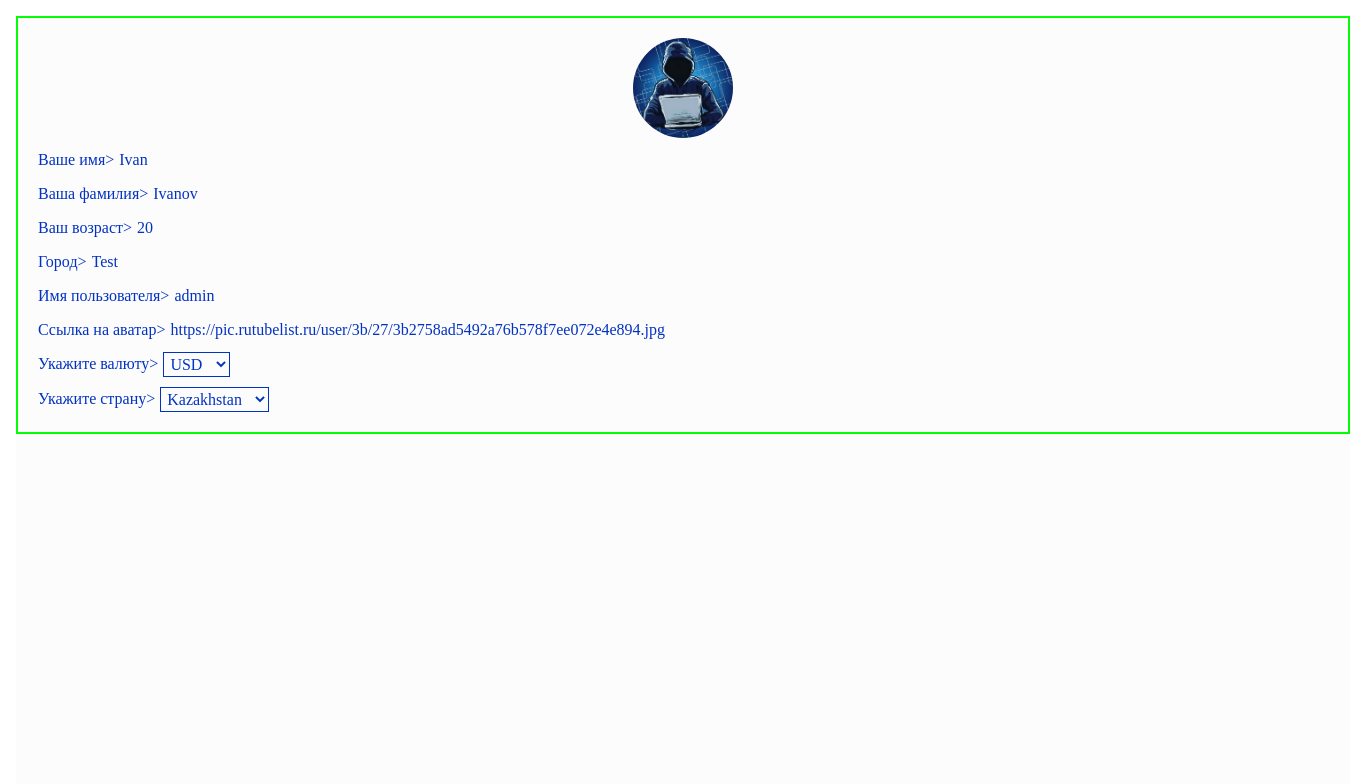 Ваше имя> Ivan
Ваша фамилия> Ivanov
Ваш возраст> 20
Город> Test
Имя пользователя> admin
Ссылка на аватар> https://pic.rutubelist.ru/user/3b/27/3b2758ad5492a76b578f7ee072e4e894.jpg
Укажите валюту> USD
Укажите страну> Kazakhstan